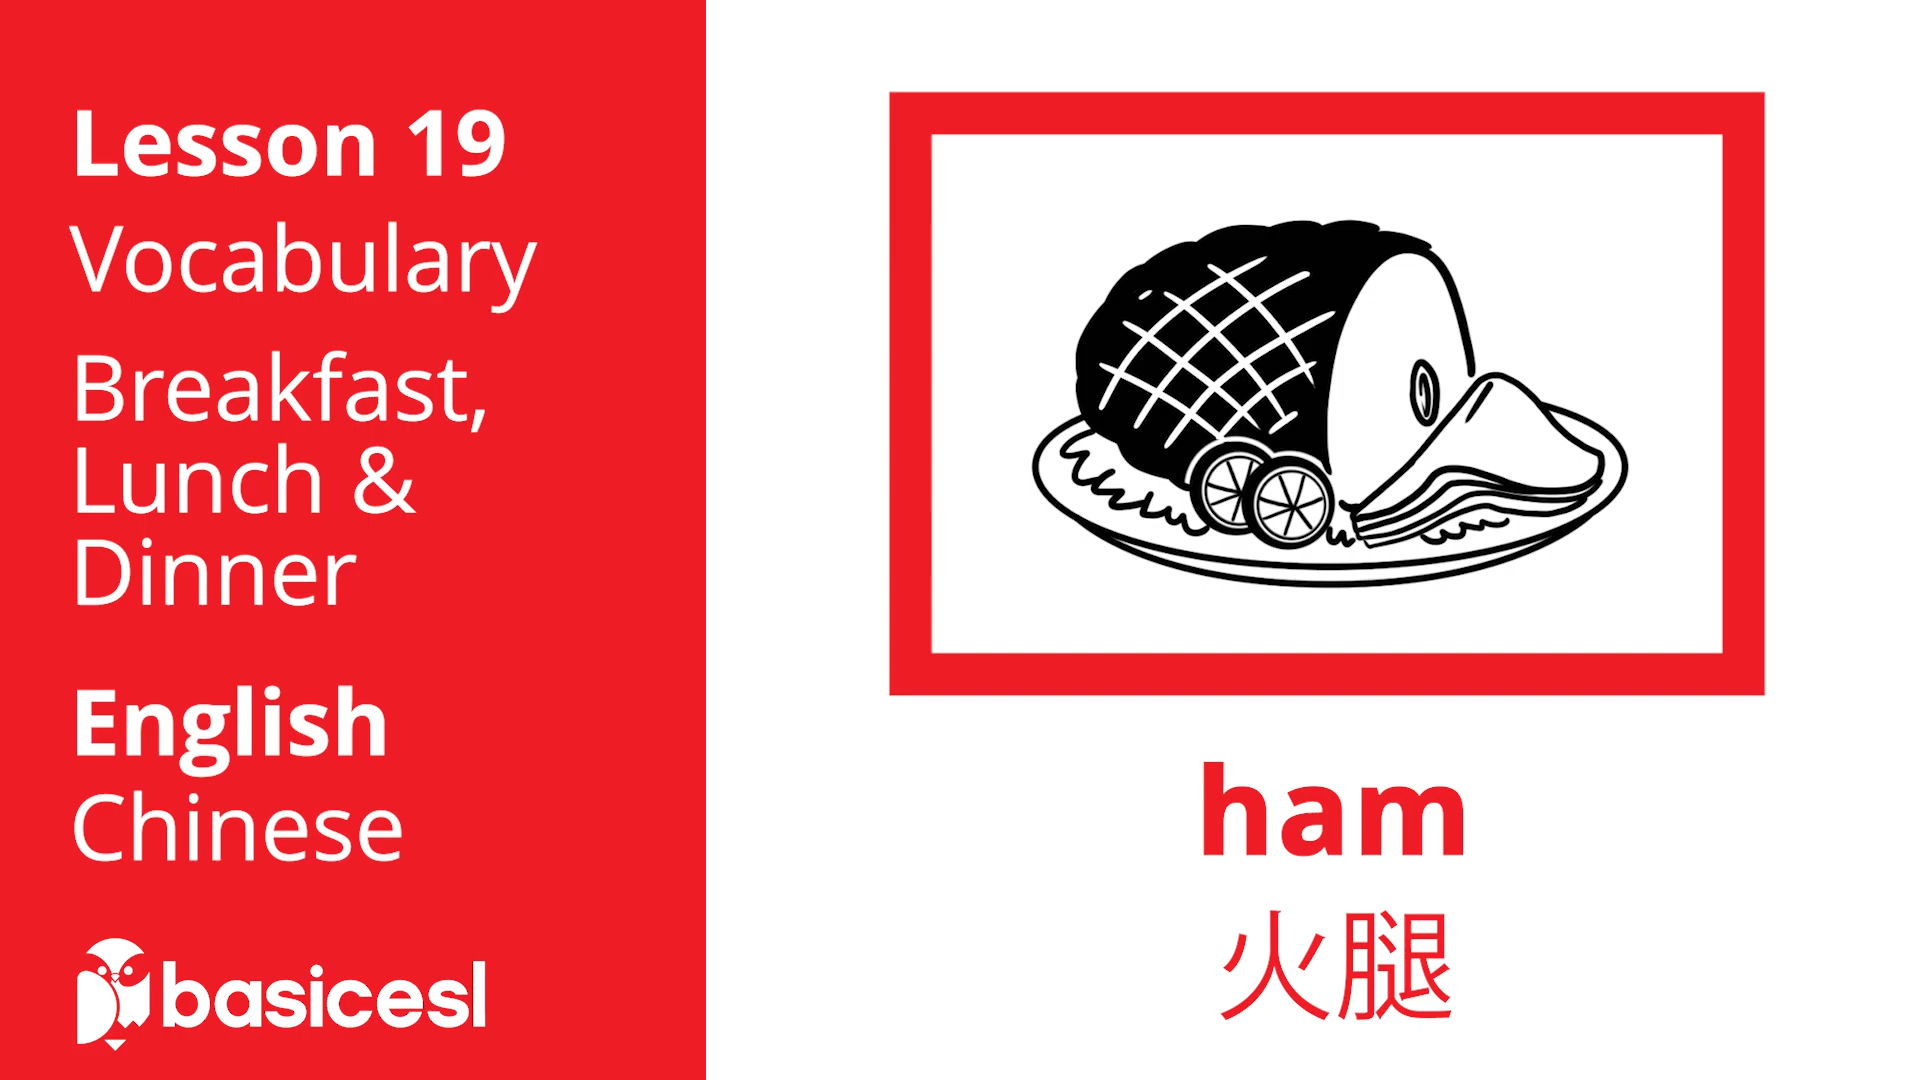 Lesson 19
Vocabulary
Breakfast,
Lunch &
Dinner
English
Chinese
basicesl
ham
火腿